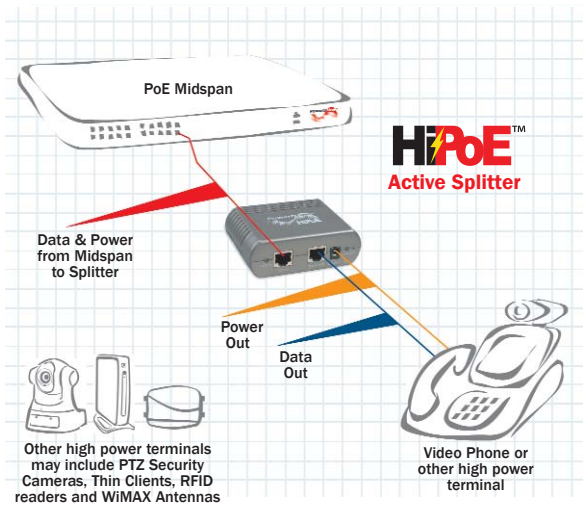 PoE Midspan
HiPoE™
Active Splitter
Data & Power
from Midspan
to Splitter
Power
Out
Data
Out
Other high power terminals
may include PTZ Security
Cameras, Thin Clients, RFID
readers and WiMAX Antennas
Video Phone or
other high power
terminal